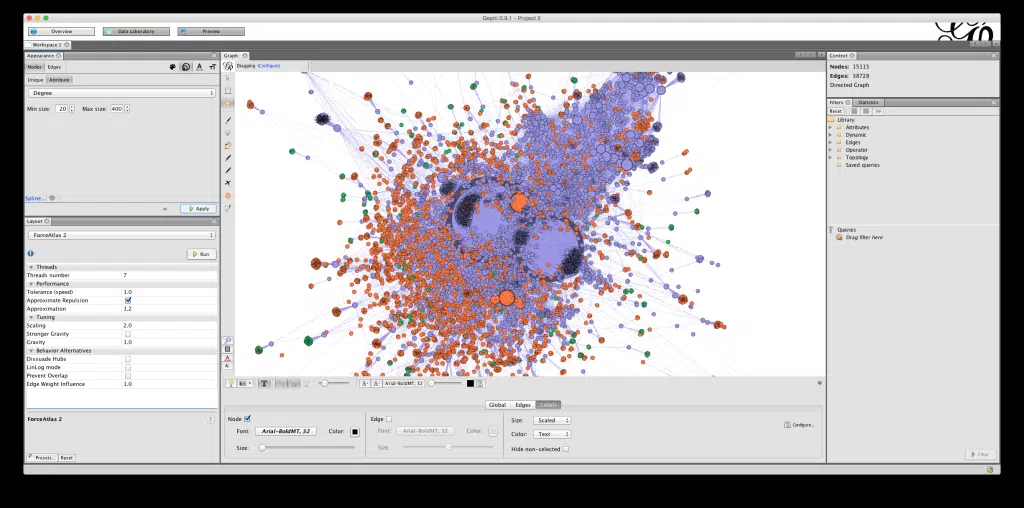 Gephi 0.9.1 - Project 3
Overview
Data Laboratory
Preview
Workspace 1
Appearance
Nodes Edges
Unique Attribute
Degree
Min size: 20 Max size: 400
Spline...
Apply
Layout
ForceAtlas 2
Run
Threads
Threads number 7
Performance
Tolerance (speed) 1.0
Approximate Repulsion
Approximation 1.2
Tuning
Scaling 2.0
Stronger Gravity
Gravity 1.0
Behavior Alternatives
Dissuade Hubs
LinLog mode
Prevent Overlap
Edge Weight Influence 1.0
ForceAtlas 2
Presets... Reset
Graph
Dragging (Configure)
T A- A- Arial-BoldMT, 32
Global Edges Labels
Node
Font: Arial-BoldMT, 32 Color:
Size:
Edge
Font: Arial-BoldMT, 32 Color:
Size
Size: Scaled
Color: Text
Hide non-selected
Configure...
Context
Nodes: 15115
Edges: 38728
Directed Graph
Filters Statistics
Reset
Library
Attributes
Dynamic
Edges
Operator
Topology
Saved queries
Queries
Drag filter here
Filter